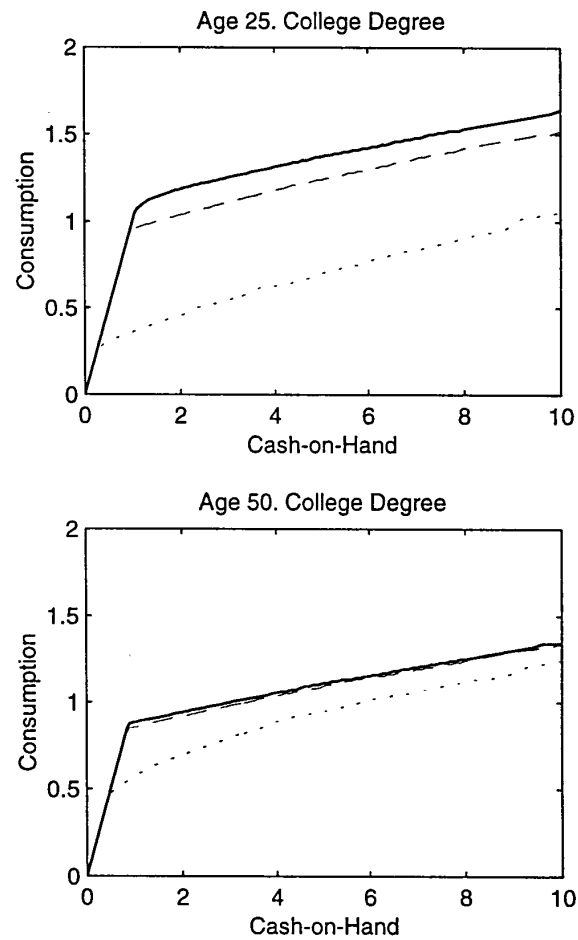 Age 25. College Degree
2
1.5
1
0.5
0
Consumption
0 2 4 6 8 10
Cash-on-Hand
Age 50. College Degree
2
1.5
1
0.5
0
Consumption
0 2 4 6 8 10
Cash-on-Hand